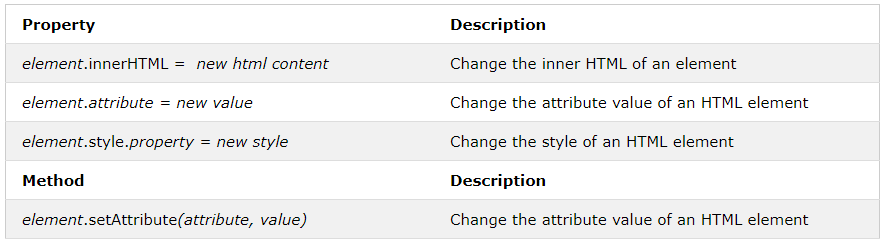 Property Description
element.innerHTML = new html content Change the inner HTML of an element
element.attribute = new value Change the attribute value of an HTML element
element.style.property = new style Change the style of an HTML element
Method Description
element.setAttribute(attribute, value) Change the attribute value of an HTML element